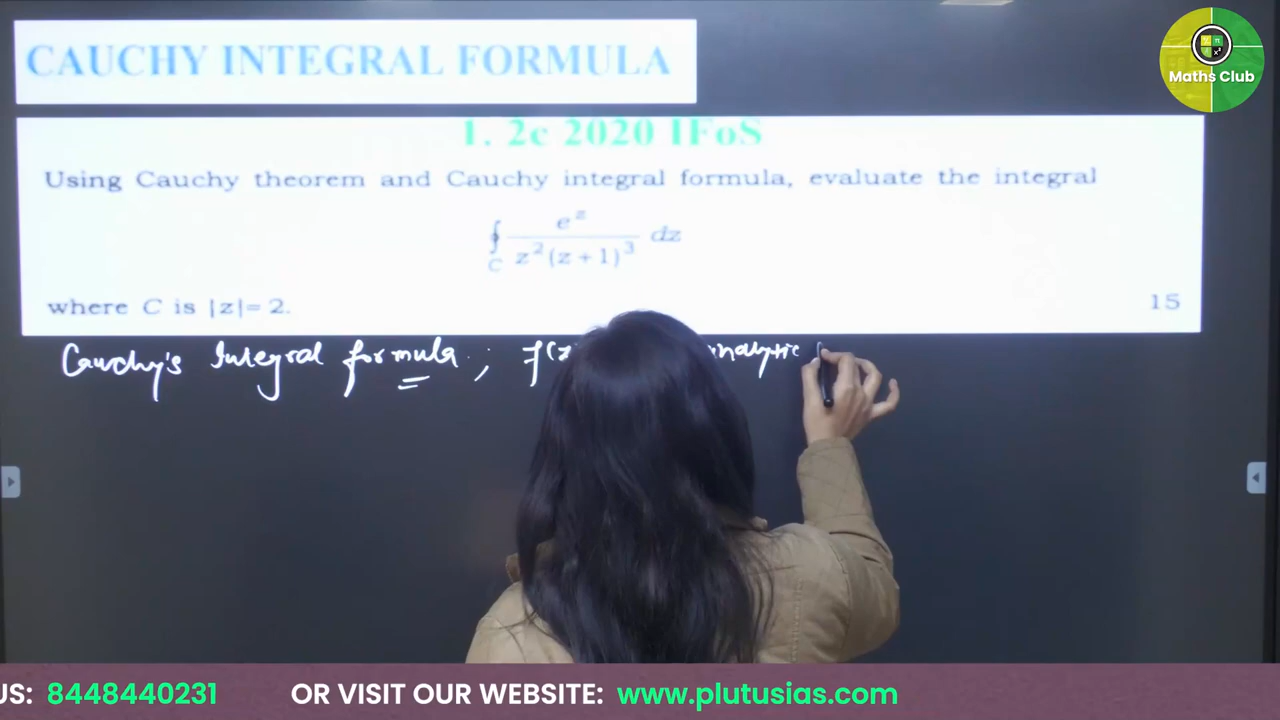 CAUCHY INTEGRAL FORMULA
Maths Club
1. 2c 2020 IFoS
Using Cauchy theorem and Cauchy integral formula, evaluate the integral
∮_C e^z / z^2(z+1)^3 dz
where C is |z|= 2.
15
Cauchy's Integral formula ; f(z analytic
US: 8448440231 OR VISIT OUR WEBSITE: www.plutusias.com